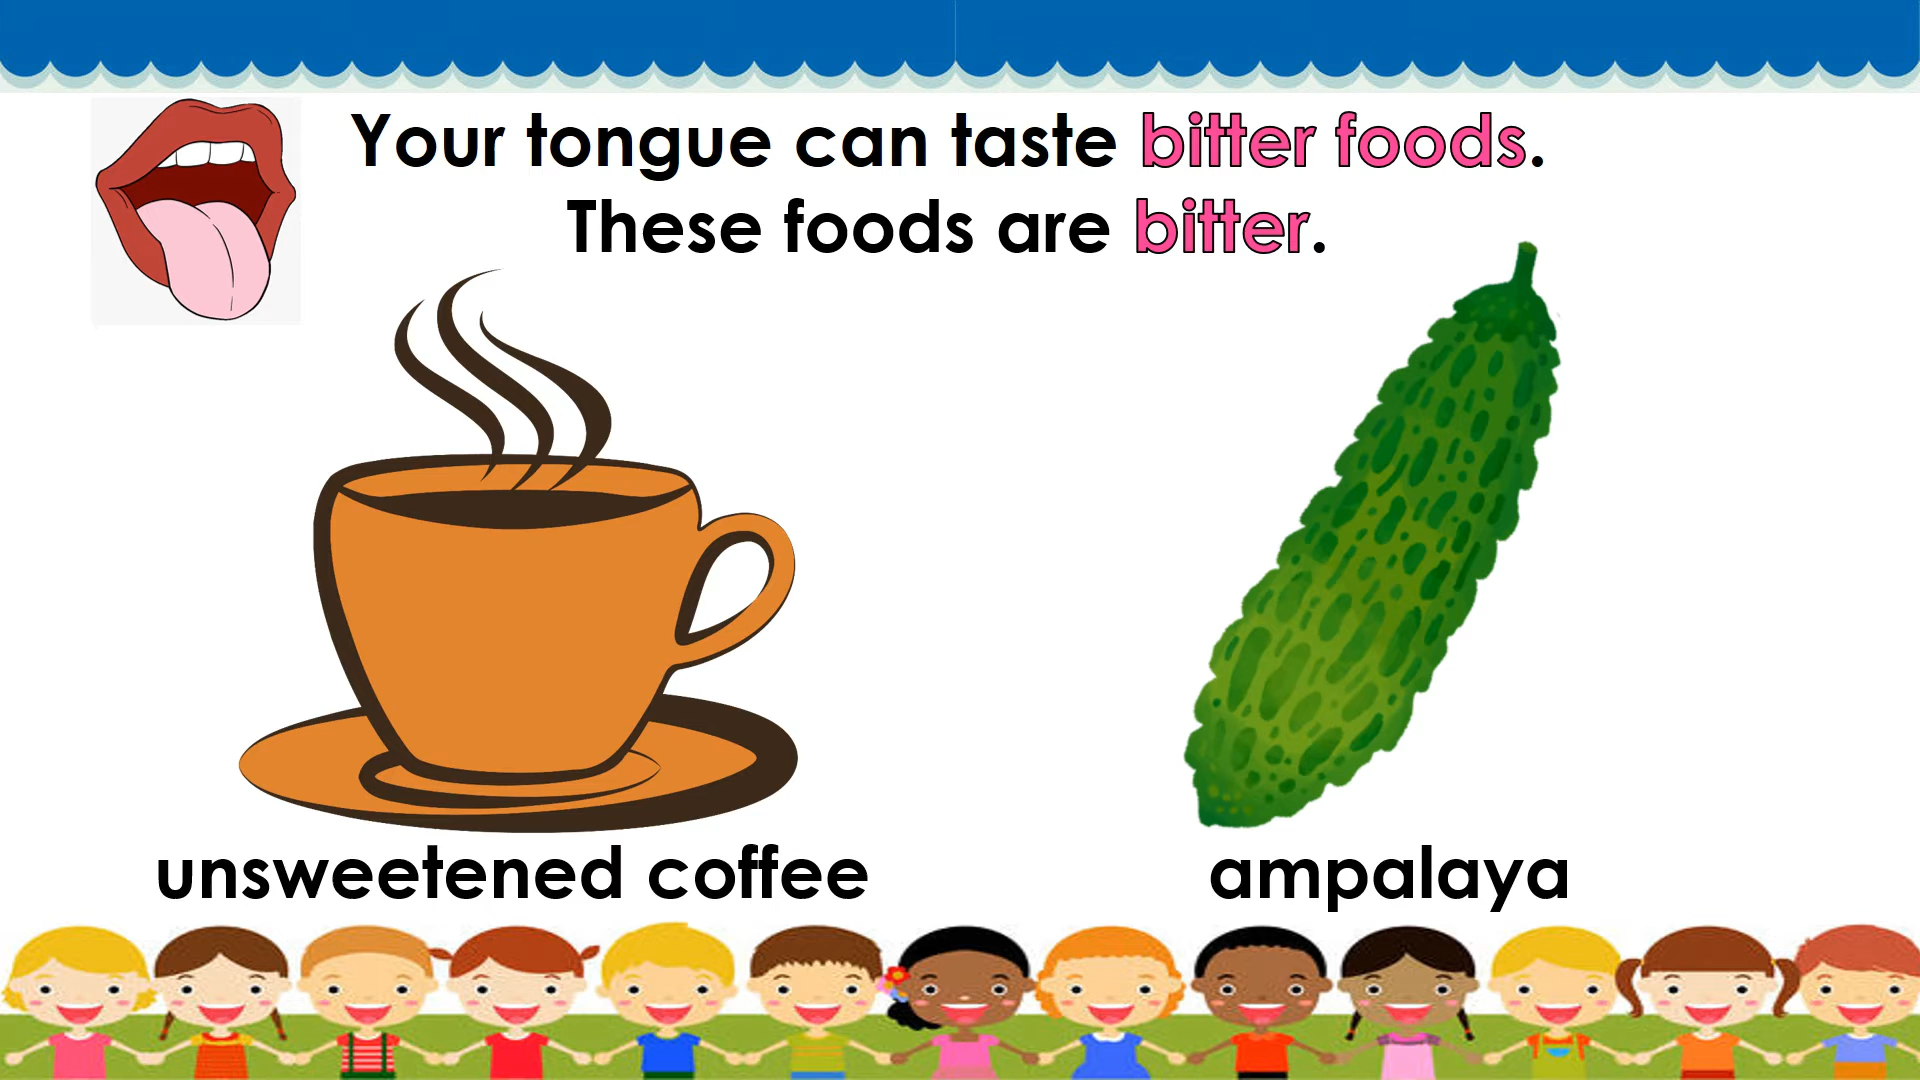 Your tongue can taste bitter foods.
These foods are bitter.
unsweetened coffee
ampalaya